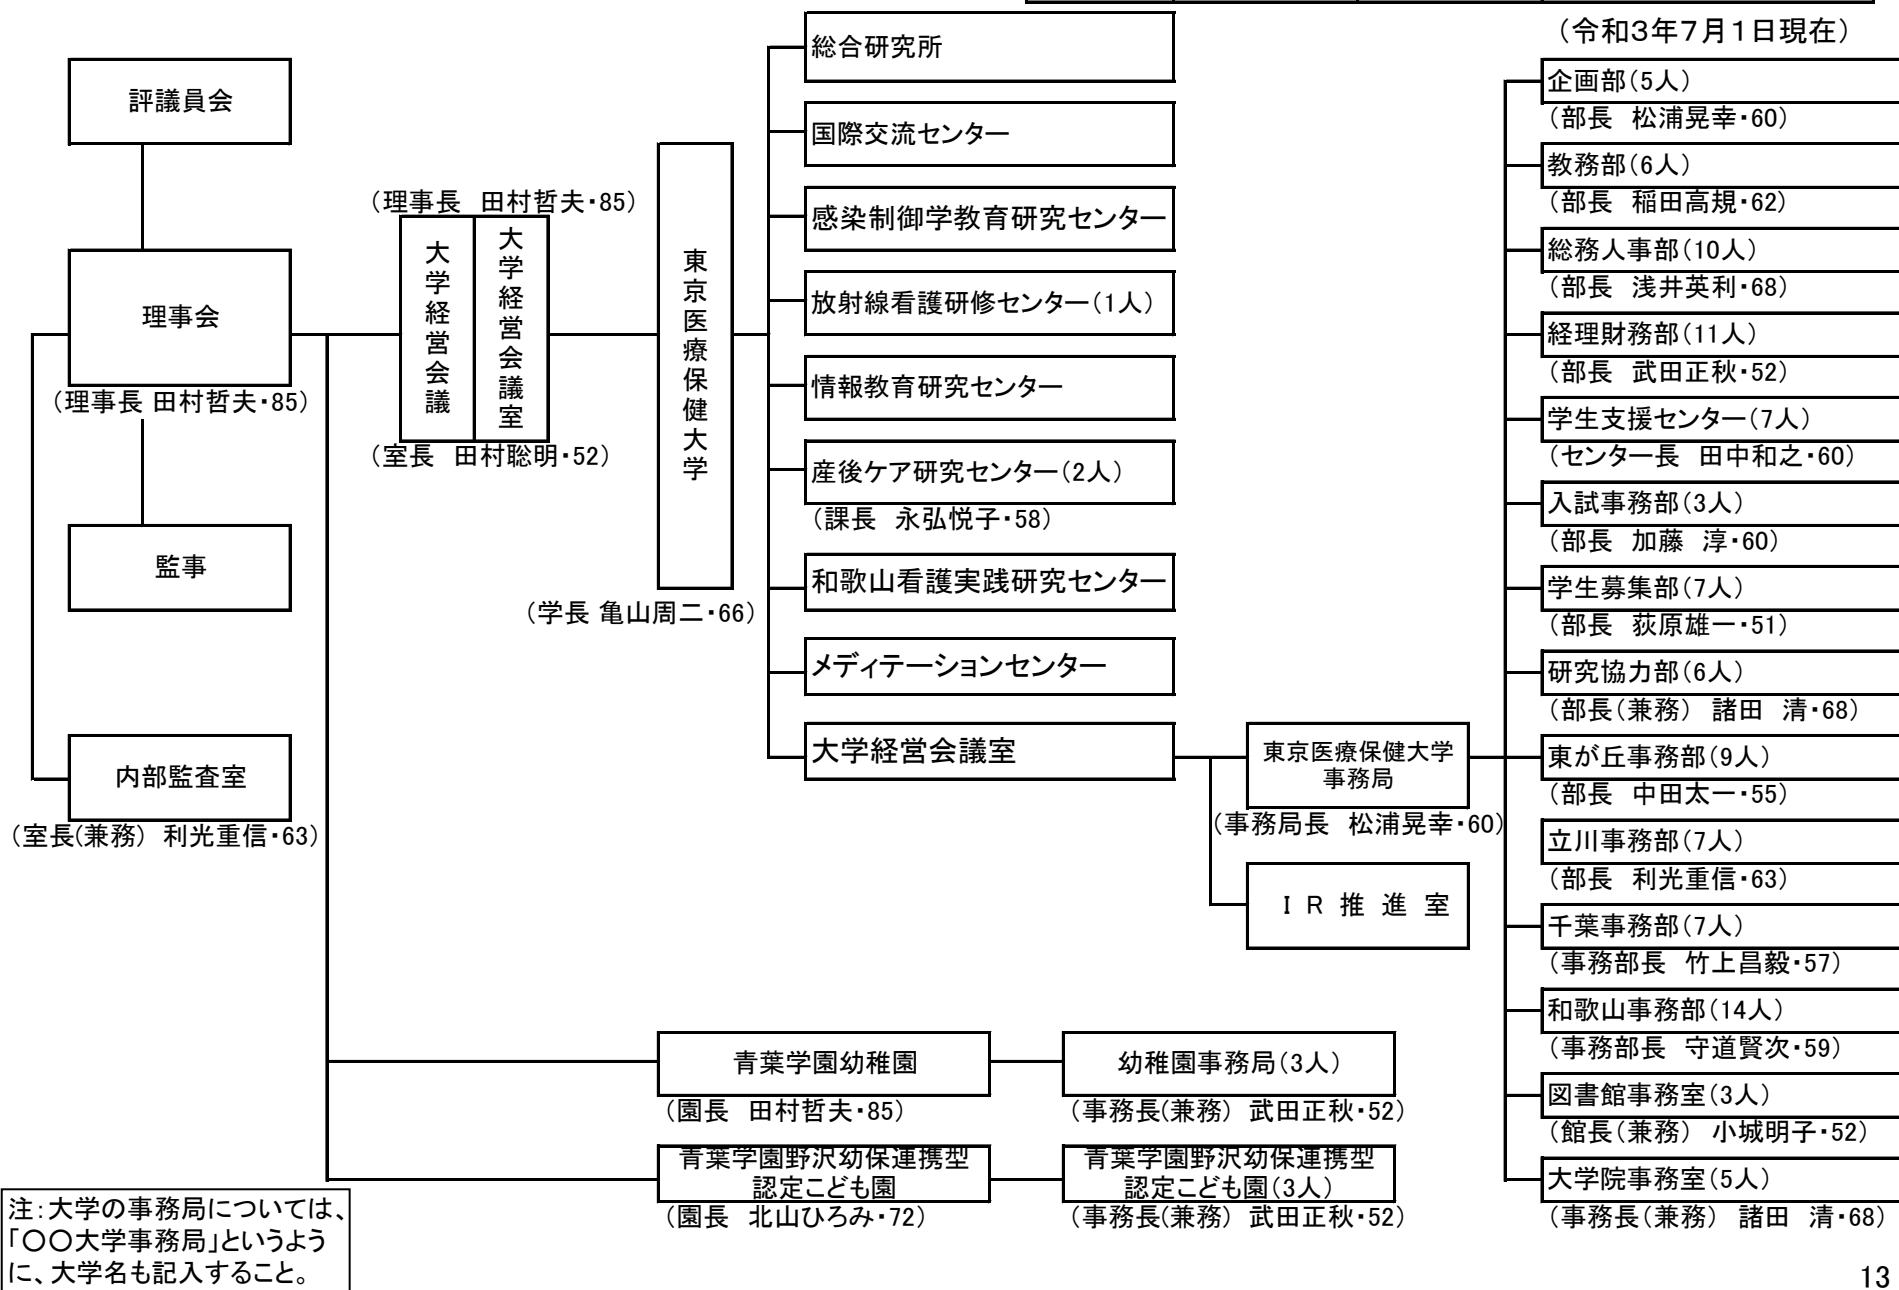 (令和3年7月1日現在)
評議員会
理事会
(理事長 田村哲夫・85)
監事
内部監査室
(室長(兼務) 利光重信・63)
(理事長 田村哲夫・85)
大学経営会議
大学経営会議室
(室長 田村聡明・52)
東京医療保健大学
(学長 亀山周二・66)
総合研究所
国際交流センター
感染制御学教育研究センター
放射線看護研修センター(1人)
情報教育研究センター
産後ケア研究センター(2人)
(課長 永弘悦子・58)
和歌山看護実践研究センター
メディテーションセンター
大学経営会議室
東京医療保健大学
事務局
(事務局長 松浦晃幸・60)
IR推進室
企画部(5人)
(部長 松浦晃幸・60)
教務部(6人)
(部長 稲田高規・62)
総務人事部(10人)
(部長 浅井英利・68)
経理財務部(11人)
(部長 武田正秋・52)
学生支援センター(7人)
(センター長 田中和之・60)
入試事務部(3人)
(部長 加藤 淳・60)
学生募集部(7人)
(部長 荻原雄一・51)
研究協力部(6人)
(部長(兼務) 諸田 清・68)
東が丘事務部(9人)
(部長 中田太一・55)
立川事務部(7人)
(部長 利光重信・63)
千葉事務部(7人)
(事務部長 竹上昌毅・57)
和歌山事務部(14人)
(事務部長 守道賢次・59)
図書館事務室(3人)
(館長(兼務) 小城明子・52)
大学院事務室(5人)
(事務長(兼務) 諸田 清・68)
青葉学園幼稚園
(園長 田村哲夫・85)
幼稚園事務局(3人)
(事務長(兼務) 武田正秋・52)
青葉学園野沢幼保連携型
認定こども園
(園長 北山ひろみ・72)
青葉学園野沢幼保連携型
認定こども園(3人)
(事務長(兼務) 武田正秋・52)
注:大学の事務局については、
「〇〇大学事務局」というよう
に、大学名も記入すること。
13